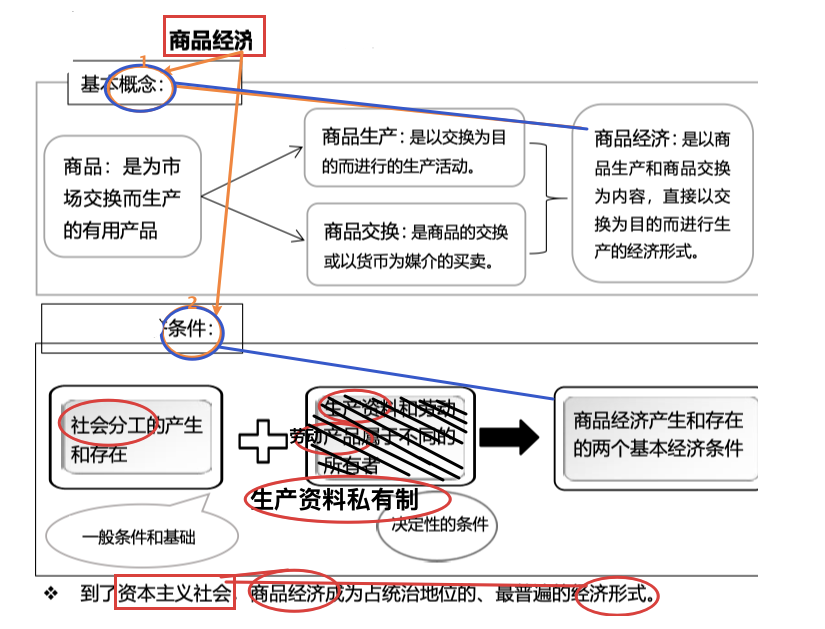 商品经济
1
基本概念：
商品：是为市
场交换而生产
的有用产品
商品生产：是以交换为目
的而进行的生产活动。
商品交换：是商品的交换
或以货币为媒介的买卖。
商品经济：是以商
品生产和商品交换
为内容，直接以交
换为目的而进行生
产的经济形式。
2
条件：
社会分工的产生
和存在
生产资料和劳动
劳动产品属于不同的
所有者
生产资料私有制
商品经济产生和存在
的两个基本经济条件
一般条件和基础
决定性的条件
❖ 到了资本主义社会，商品经济成为占统治地位的、最普遍的经济形式。